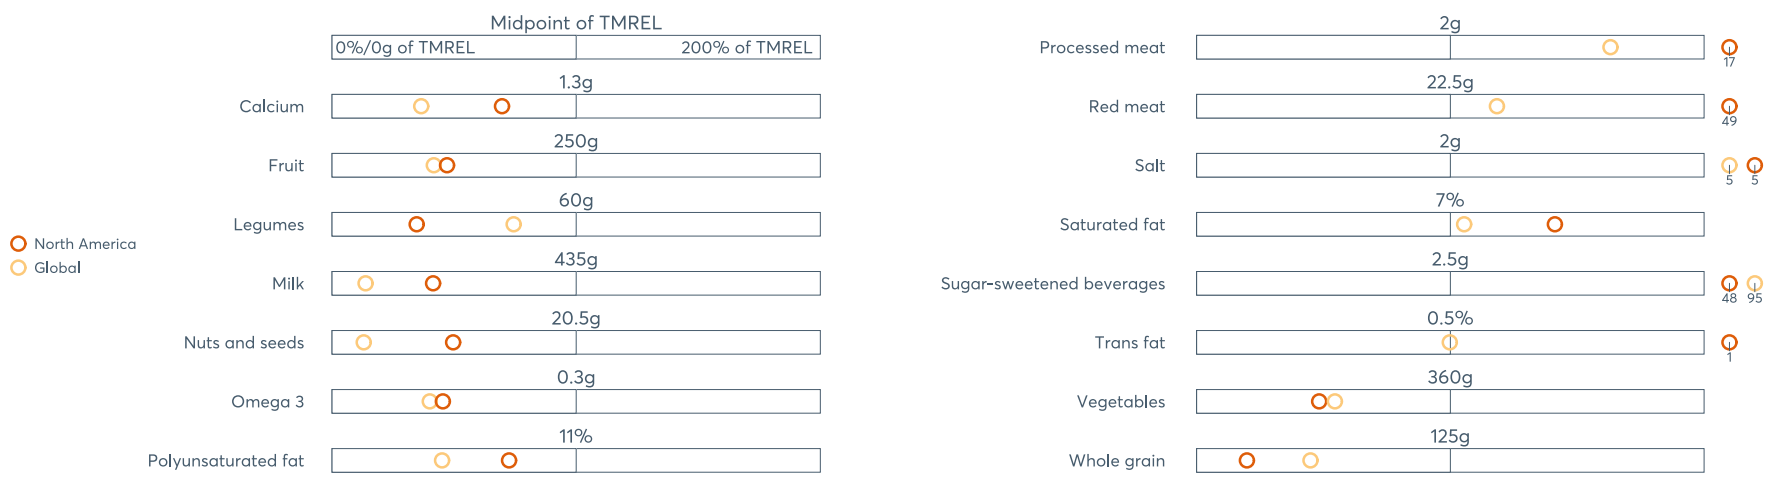 Midpoint of TMREL
0%/0g of TMREL 200% of TMREL
1.3g
Calcium
250g
Fruit
60g
Legumes
435g
Milk
20.5g
Nuts and seeds
0.3g
Omega 3
11%
Polyunsaturated fat
North America
Global
2g
Processed meat
17
22.5g
Red meat
49
2g
Salt
5 5
7%
Saturated fat
2.5g
Sugar-sweetened beverages
48 95
0.5%
Trans fat
1
360g
Vegetables
125g
Whole grain